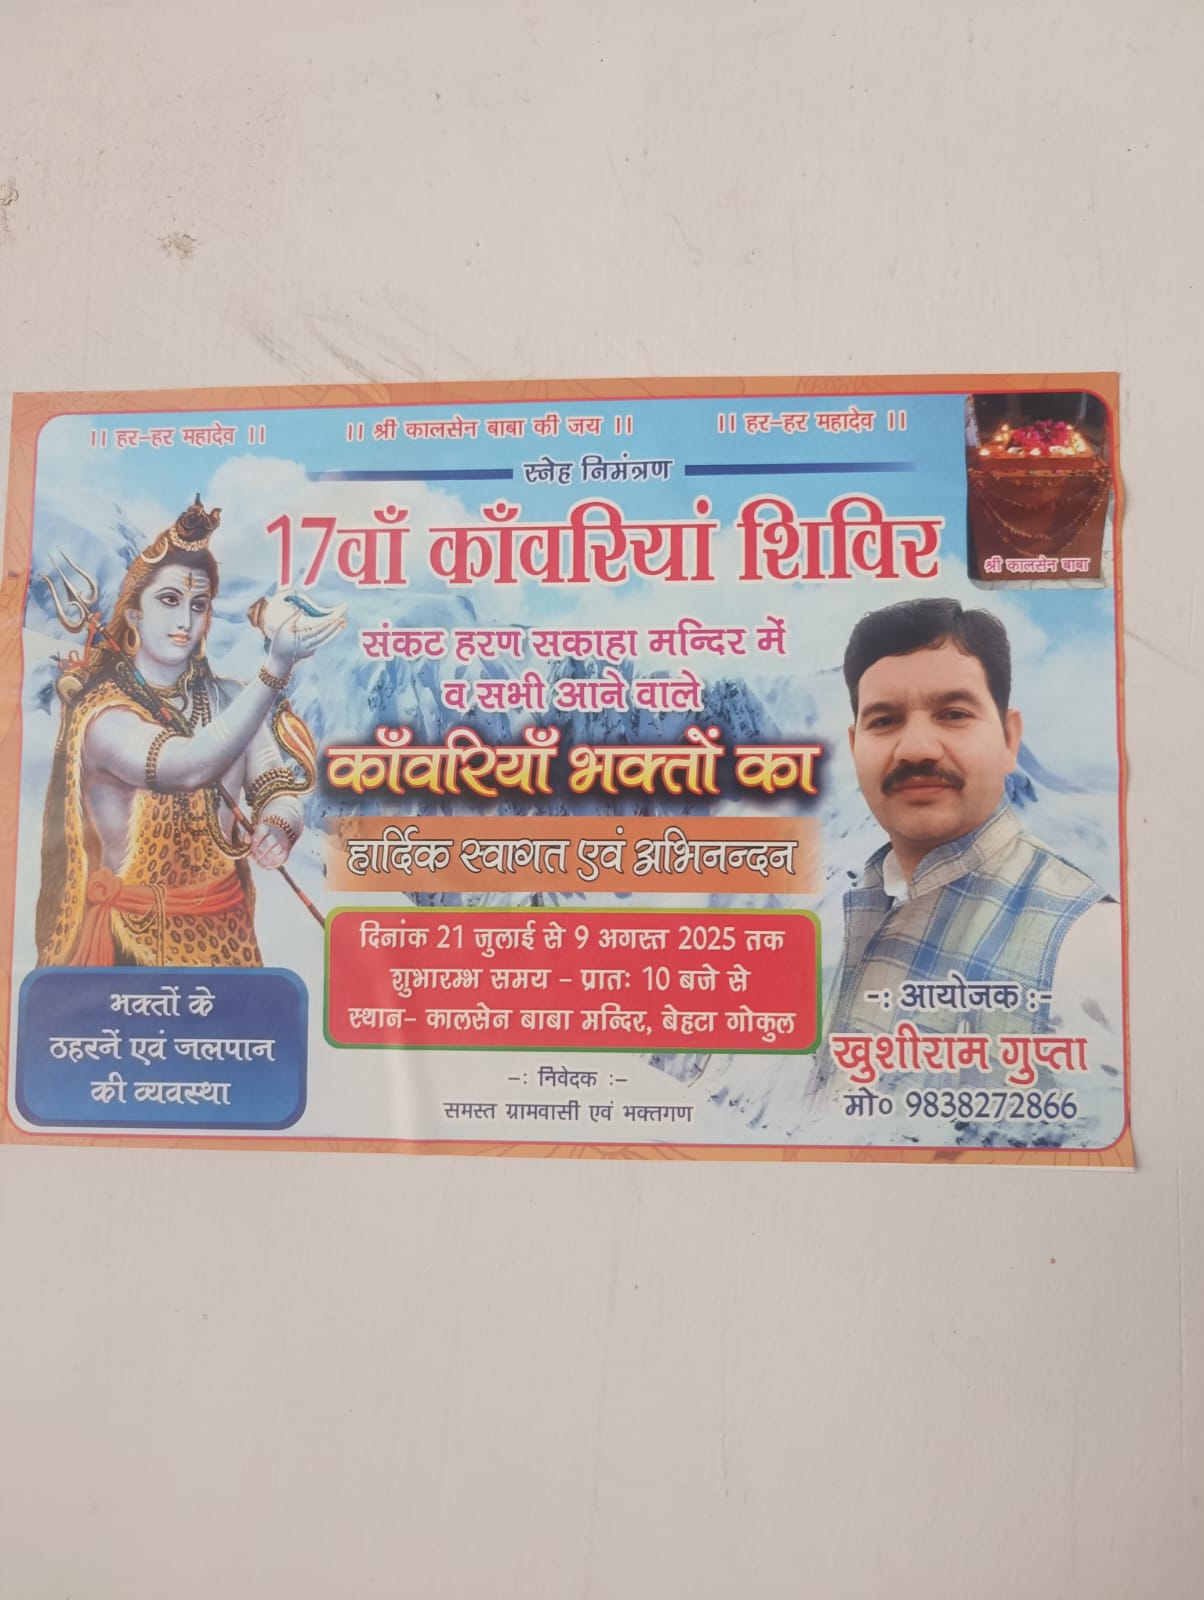 ।। हर-हर महादेव ।।
।। श्री कालसेन बाबा की जय ।।
।। हर-हर महादेव ।।
स्नेह निमंत्रण
17वाँ काँवरियां शिविर
श्री कालसेन बाबा
संकट हरण सकाहा मन्दिर में
व सभी आने वाले
काँवरियाँ भक्तों का
हार्दिक स्वागत एवं अभिनन्दन
दिनांक 21 जुलाई से 9 अगस्त 2025 तक
शुभारम्भ समय - प्रातः 10 बजे से
स्थान- कालसेन बाबा मन्दिर, बेहटा गोकुल
भक्तों के
ठहरनें एवं जलपान
की व्यवस्था
-: निवेदक :-
समस्त ग्रामवासी एवं भक्तगण
-: आयोजक :-
खुशीराम गुप्ता
मो० 9838272866